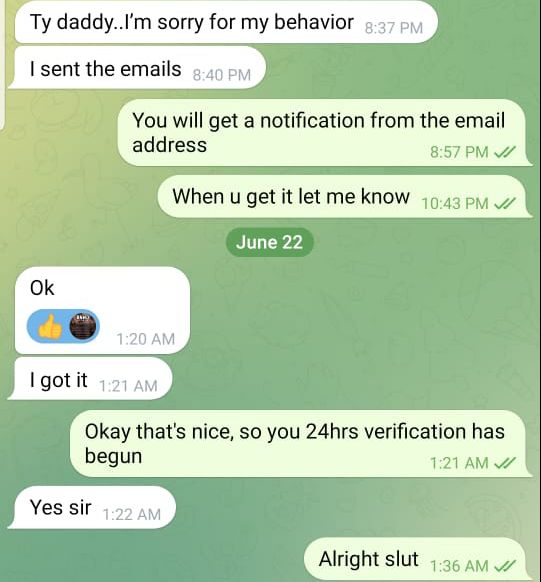 Ty daddy..I'm sorry for my behavior 8:37 PM
I sent the emails 8:40 PM
You will get a notification from the email
address 8:57 PM
When u get it let me know 10:43 PM
June 22
Ok
1:20 AM
I got it 1:21 AM
Okay that's nice, so you 24hrs verification has
begun 1:21 AM
Yes sir 1:22 AM
Alright slut 1:36 AM